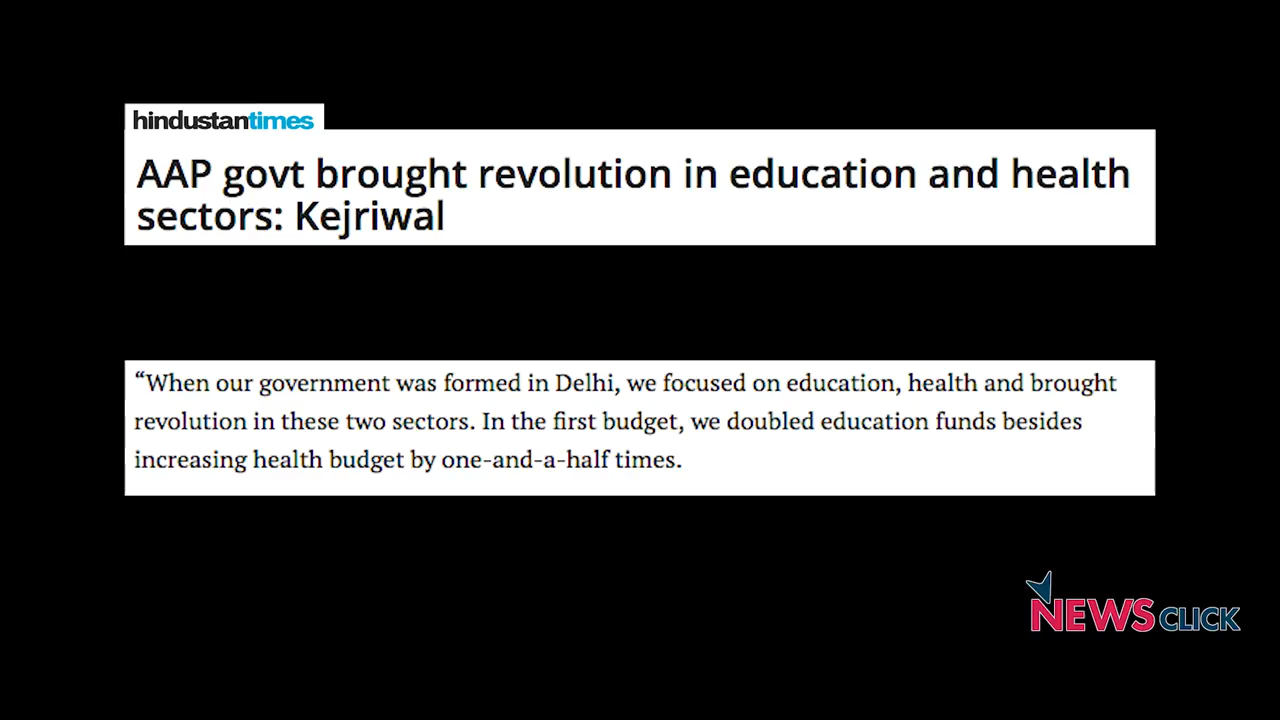 hindustantimes
AAP govt brought revolution in education and health
sectors: Kejriwal
“When our government was formed in Delhi, we focused on education, health and brought
revolution in these two sectors. In the first budget, we doubled education funds besides
increasing health budget by one-and-a-half times.
NEWSCLICK